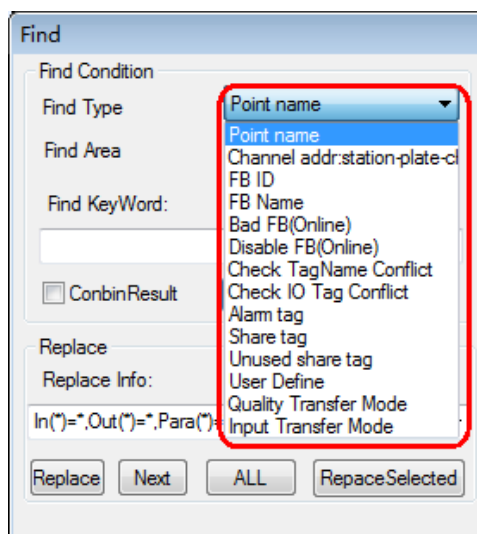 Find
Find Condition
Find Type
Point name
Point name
Find Area
Channel addr:station-plate-cl
FB ID
Find KeyWord:
FB Name
Bad FB(Online)
Disable FB(Online)
Check TagName Conflict
ConbinResult
Check IO Tag Conflict
Alarm tag
Replace
Share tag
Unused share tag
Replace Info:
User Define
Quality Transfer Mode
In(*)=*,Out(*)=*,Para(*)=
Input Transfer Mode
Replace
Next
ALL
RepaceSelected